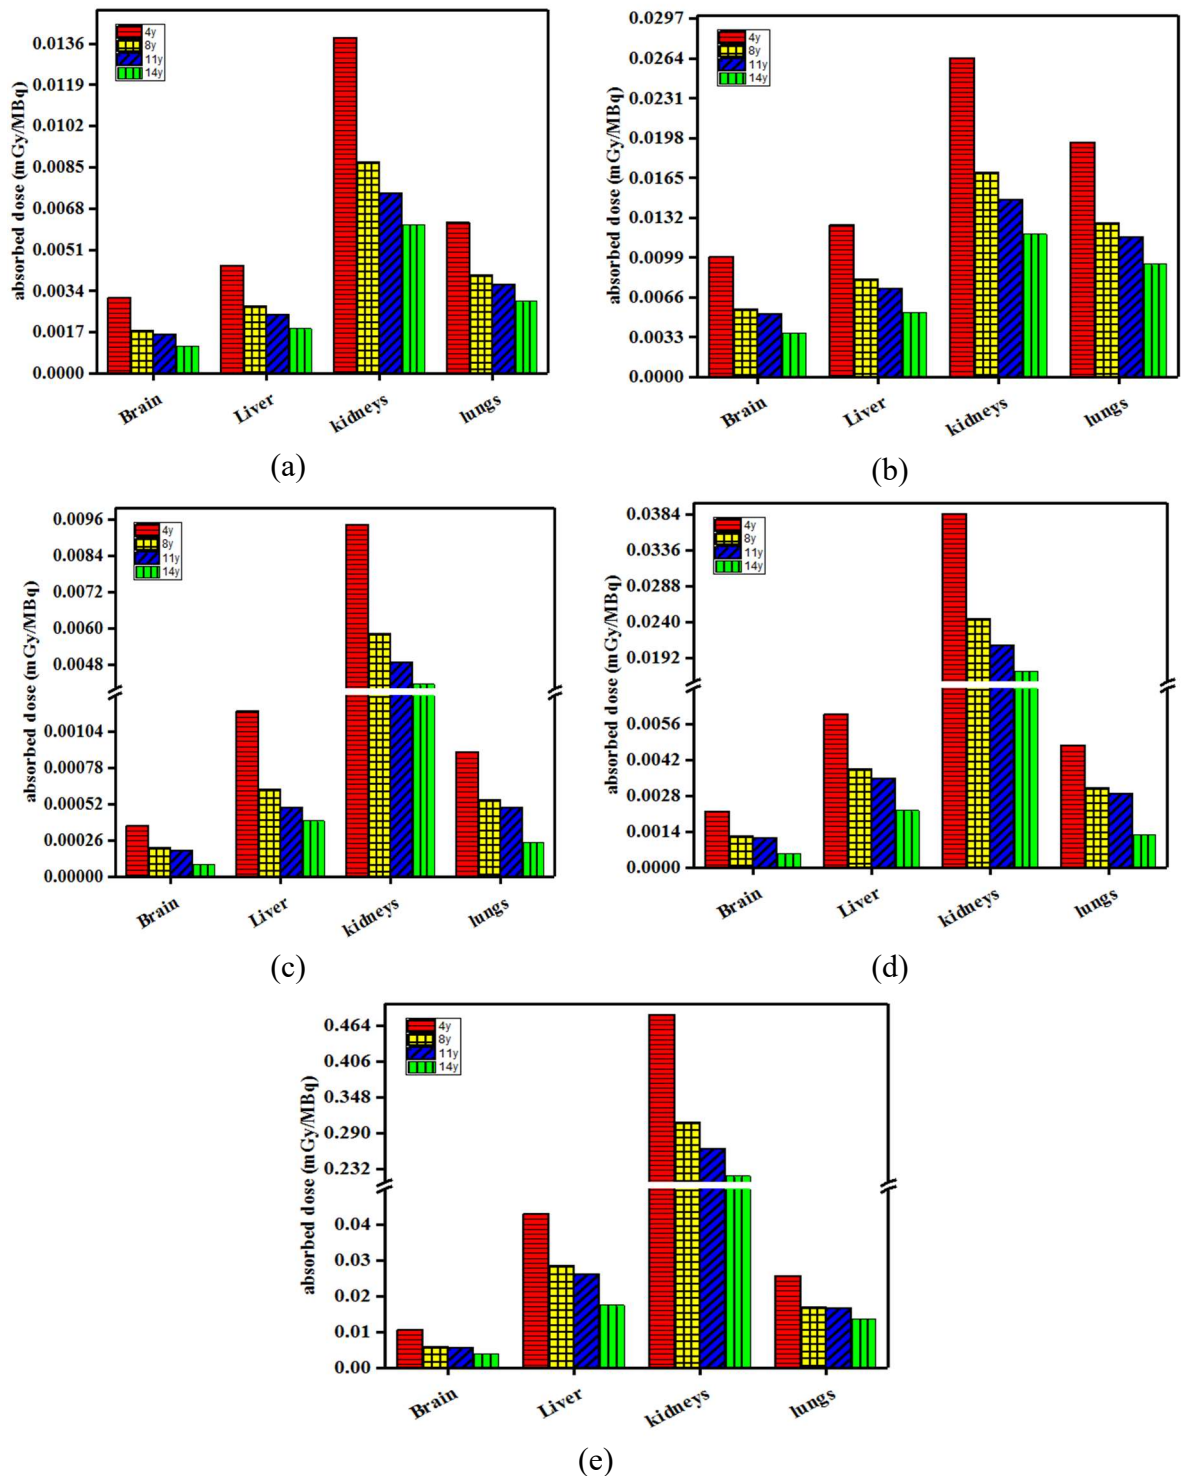 absorbed dose (mGy/MBq)
0.0136
0.0119
0.0102
0.0085
0.0068
0.0051
0.0034
0.0017
0.0000
4y
8y
11y
14y
Brain
Liver
kidneys
lungs
(a)
absorbed dose (mGy/MBq)
0.0297
0.0264
0.0231
0.0198
0.0165
0.0132
0.0099
0.0066
0.0033
0.0000
4y
8y
11y
14y
Brain
Liver
kidneys
lungs
(b)
absorbed dose (mGy/MBq)
0.0096
0.0084
0.0072
0.0060
0.0048
0.00104
0.00078
0.00052
0.00026
0.00000
4y
8y
11y
14y
Brain
Liver
kidneys
lungs
(c)
absorbed dose (mGy/MBq)
0.0384
0.0336
0.0288
0.0240
0.0192
0.0056
0.0042
0.0028
0.0014
0.0000
4y
8y
11y
14y
Brain
Liver
kidneys
lungs
(d)
absorbed dose (mGy/MBq)
0.464
0.406
0.348
0.290
0.232
0.04
0.03
0.02
0.01
0.00
4y
8y
11y
14y
Brain
Liver
kidneys
lungs
(e)